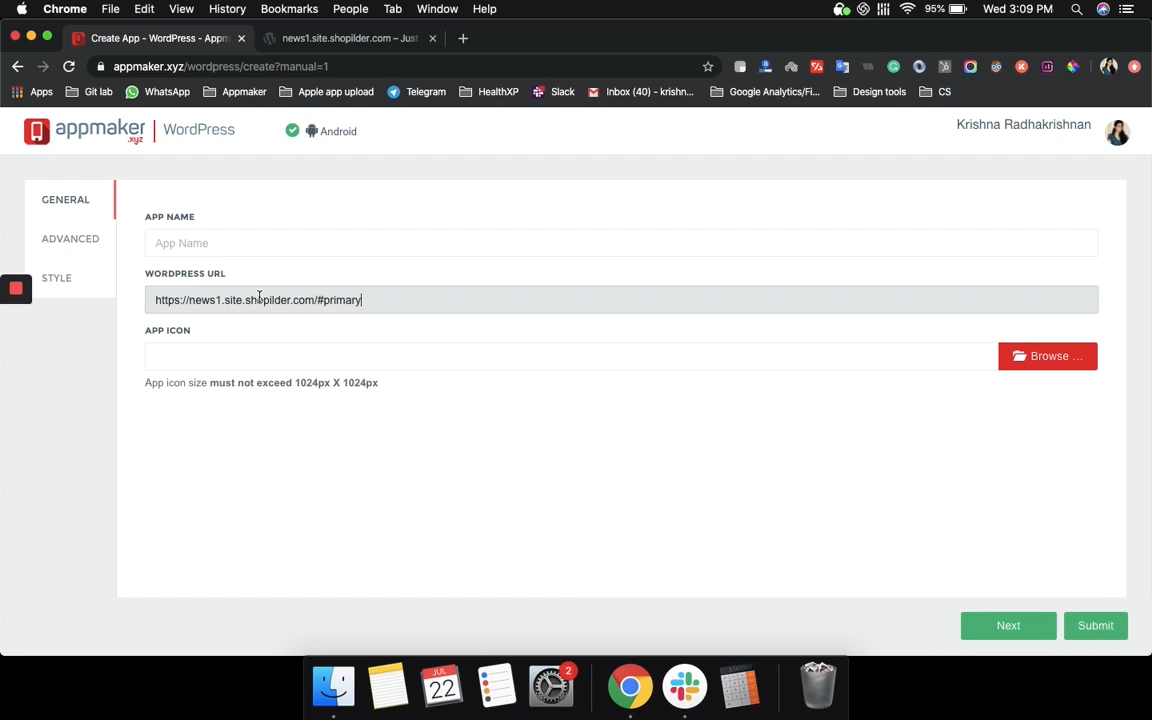 Chrome File Edit View History Bookmarks People Tab Window Help 95% Wed 3:09 PM
Create App - WordPress - Appm news1.site.shopilder.com – Just
appmaker.xyz/wordpress/create?manual=1
Apps Git lab WhatsApp Appmaker Apple app upload Telegram HealthXP Slack Inbox (40) - krishn... Google Analytics/Fi... Design tools CS
appmaker.xyz WordPress Android Krishna Radhakrishnan
GENERAL
ADVANCED
STYLE
APP NAME
App Name
WORDPRESS URL
https://news1.site.shopilder.com/#primary
APP ICON
Browse ...
App icon size must not exceed 1024px X 1024px
Next Submit
JUL
22
2